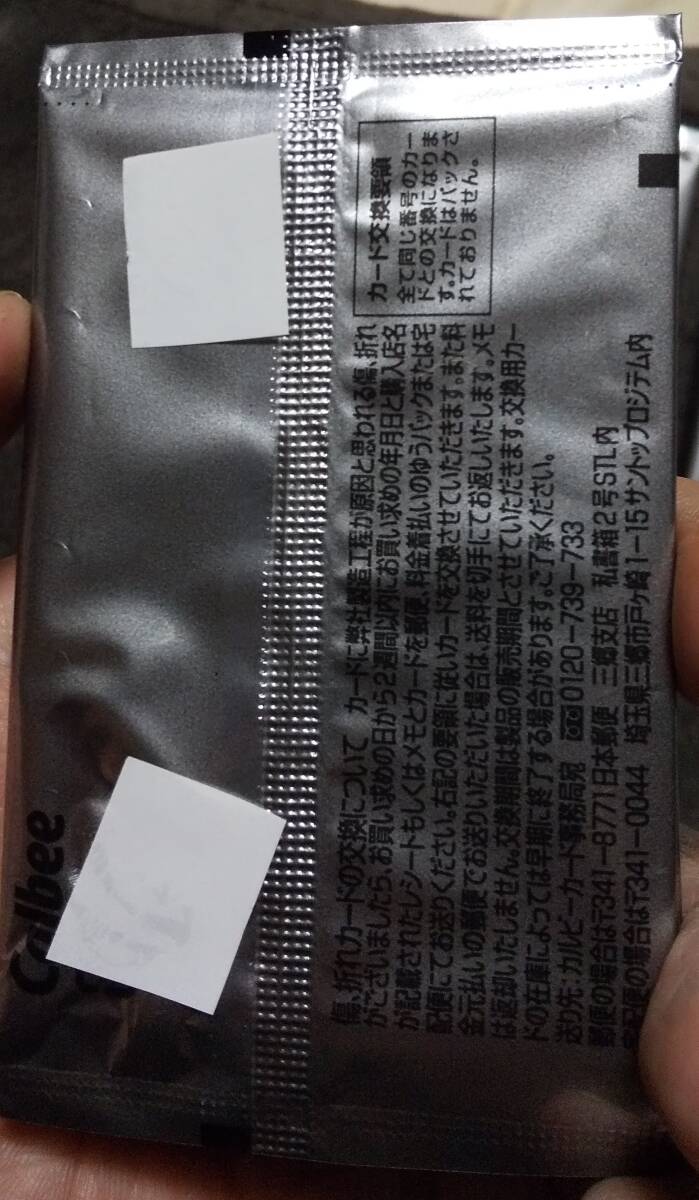 Calbee
傷、折れカードの交換について カードに弊社製造工程が原因と思われる傷、折れ
がございましたら、お買い求めの日から2週間以内にお買い求めの年月日と購入店名
が記載されたレシートもしくはメモとカードを郵便、料金着払いのゆうパックまたは宅
配便にてお送りください。右記の要領に従いカードを交換させていただきます。また料
金元払いの郵便でお送りいただいた場合は、送料を切手にてお返しいたします。メモ
は返却いたしません。交換期間は製品の販売期間とさせていただきます。交換用カー
ドの在庫によっては早期に終了する場合があります。ご了承ください。
送り先:カルビーカード事務局宛 0120-739-733
郵便の場合は〒341-8771日本郵便 三郷支店 私書箱2号STL内
宅配便の場合は〒341-0044 埼玉県三郷市戸ヶ崎1-15サントップロジテム内
カード交換要領
全て同じ番号のカー
ドとの交換になりま
す。カードはパックさ
れておりません。